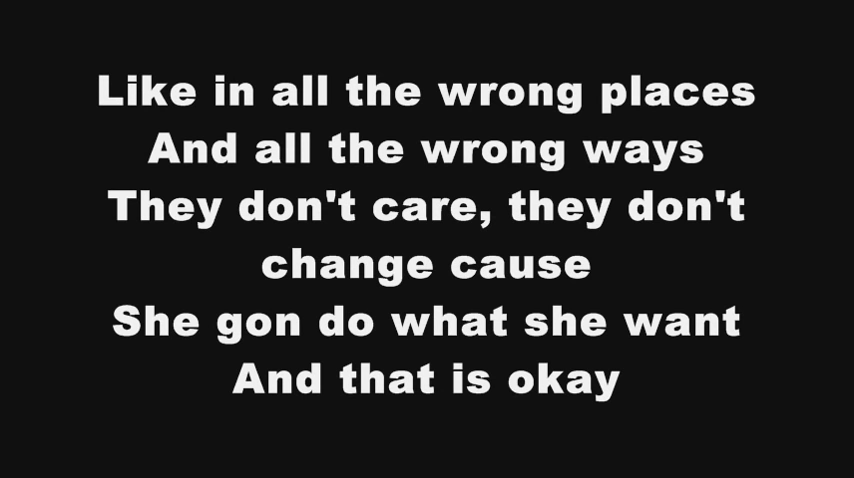 Like in all the wrong places
And all the wrong ways
They don't care, they don't
change cause
She gon do what she want
And that is okay